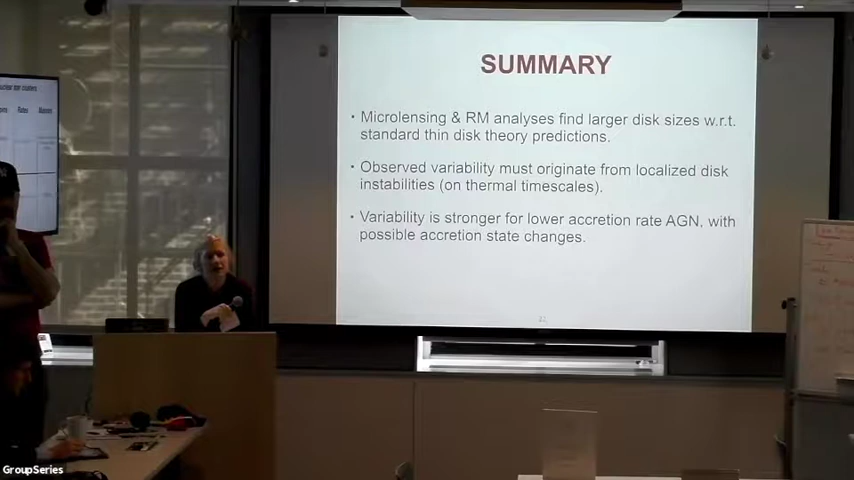 SUMMARY
• Microlensing & RM analyses find larger disk sizes w.r.t.
standard thin disk theory predictions.
• Observed variability must originate from localized disk
instabilities (on thermal timescales).
• Variability is stronger for lower accretion rate AGN, with
possible accretion state changes.
GroupSeries